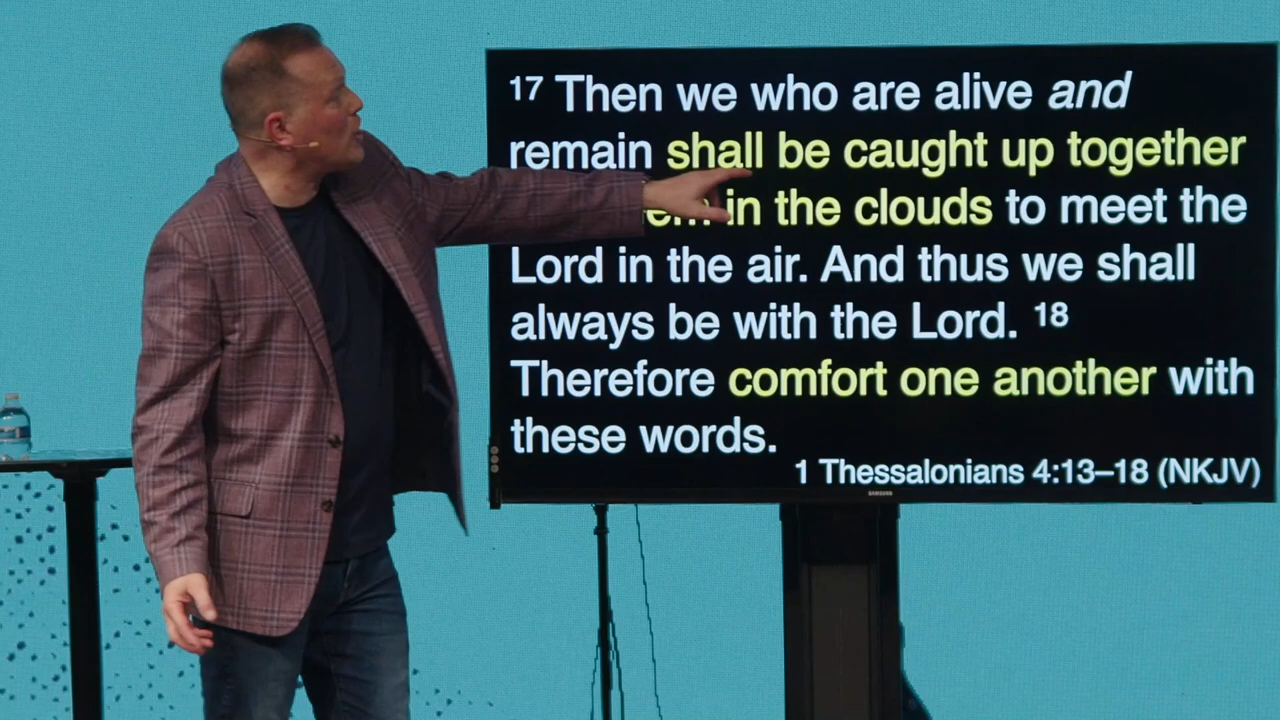 17 Then we who are alive and
remain shall be caught up together
in the clouds to meet the
Lord in the air. And thus we shall
always be with the Lord. 18
Therefore comfort one another with
these words.
1 Thessalonians 4:13–18 (NKJV)
SAMSUNG